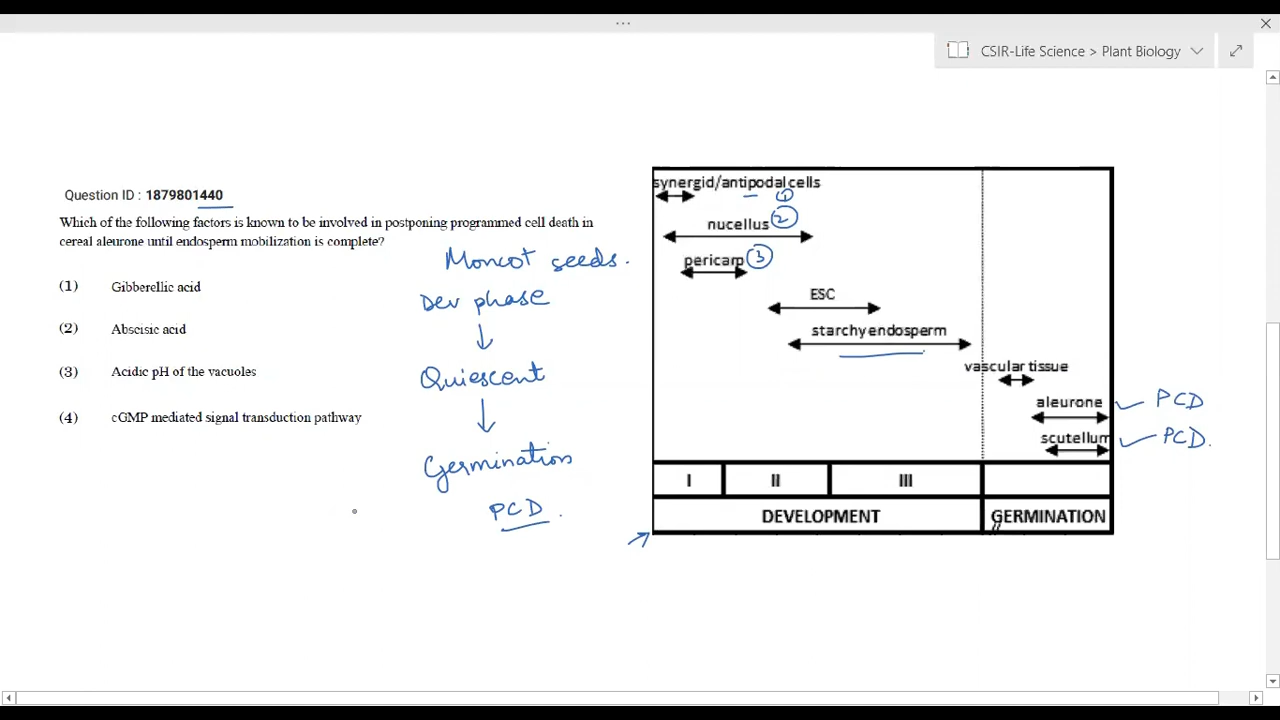 CSIR-Life Science > Plant Biology
Question ID : 1879801440
Which of the following factors is known to be involved in postponing programmed cell death in
cereal aleurone until endosperm mobilization is complete?
(1) Gibberellic acid
(2) Abscisic acid
(3) Acidic pH of the vacuoles
(4) cGMP mediated signal transduction pathway
Moncot seeds.
Dev phase
Quiescent
Germination
PCD.
synergid/antipodal cells
1
nucellus 2
pericarp 3
ESC
starchy endosperm
vascular tissue
aleurone PCD
scutellum PCD.
I II III
DEVELOPMENT GERMINATION